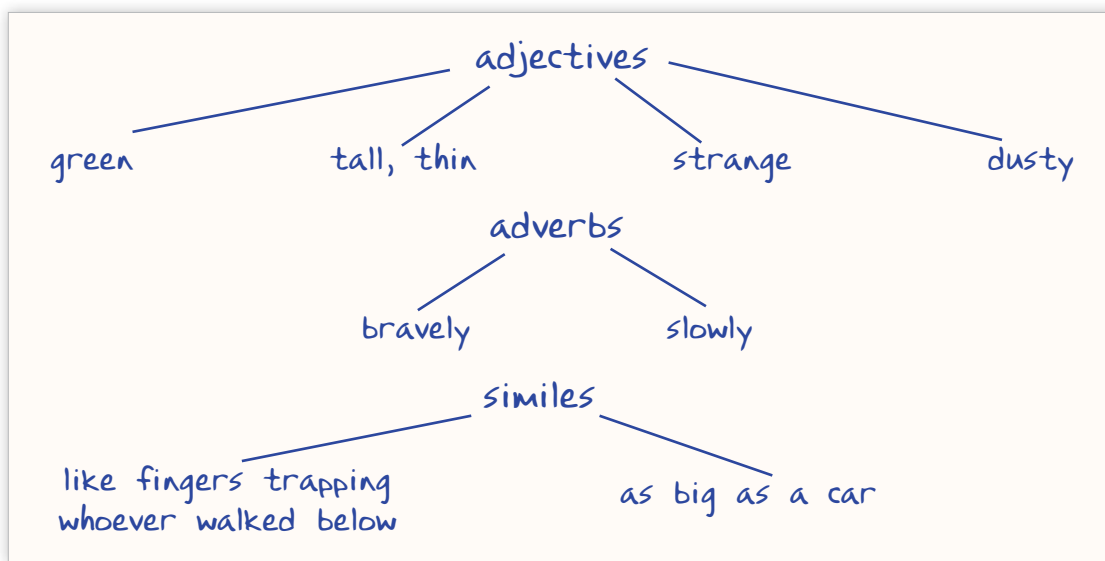 adjectives
green tall, thin strange dusty
adverbs
bravely slowly
similes
like fingers trapping
whoever walked below
as big as a car